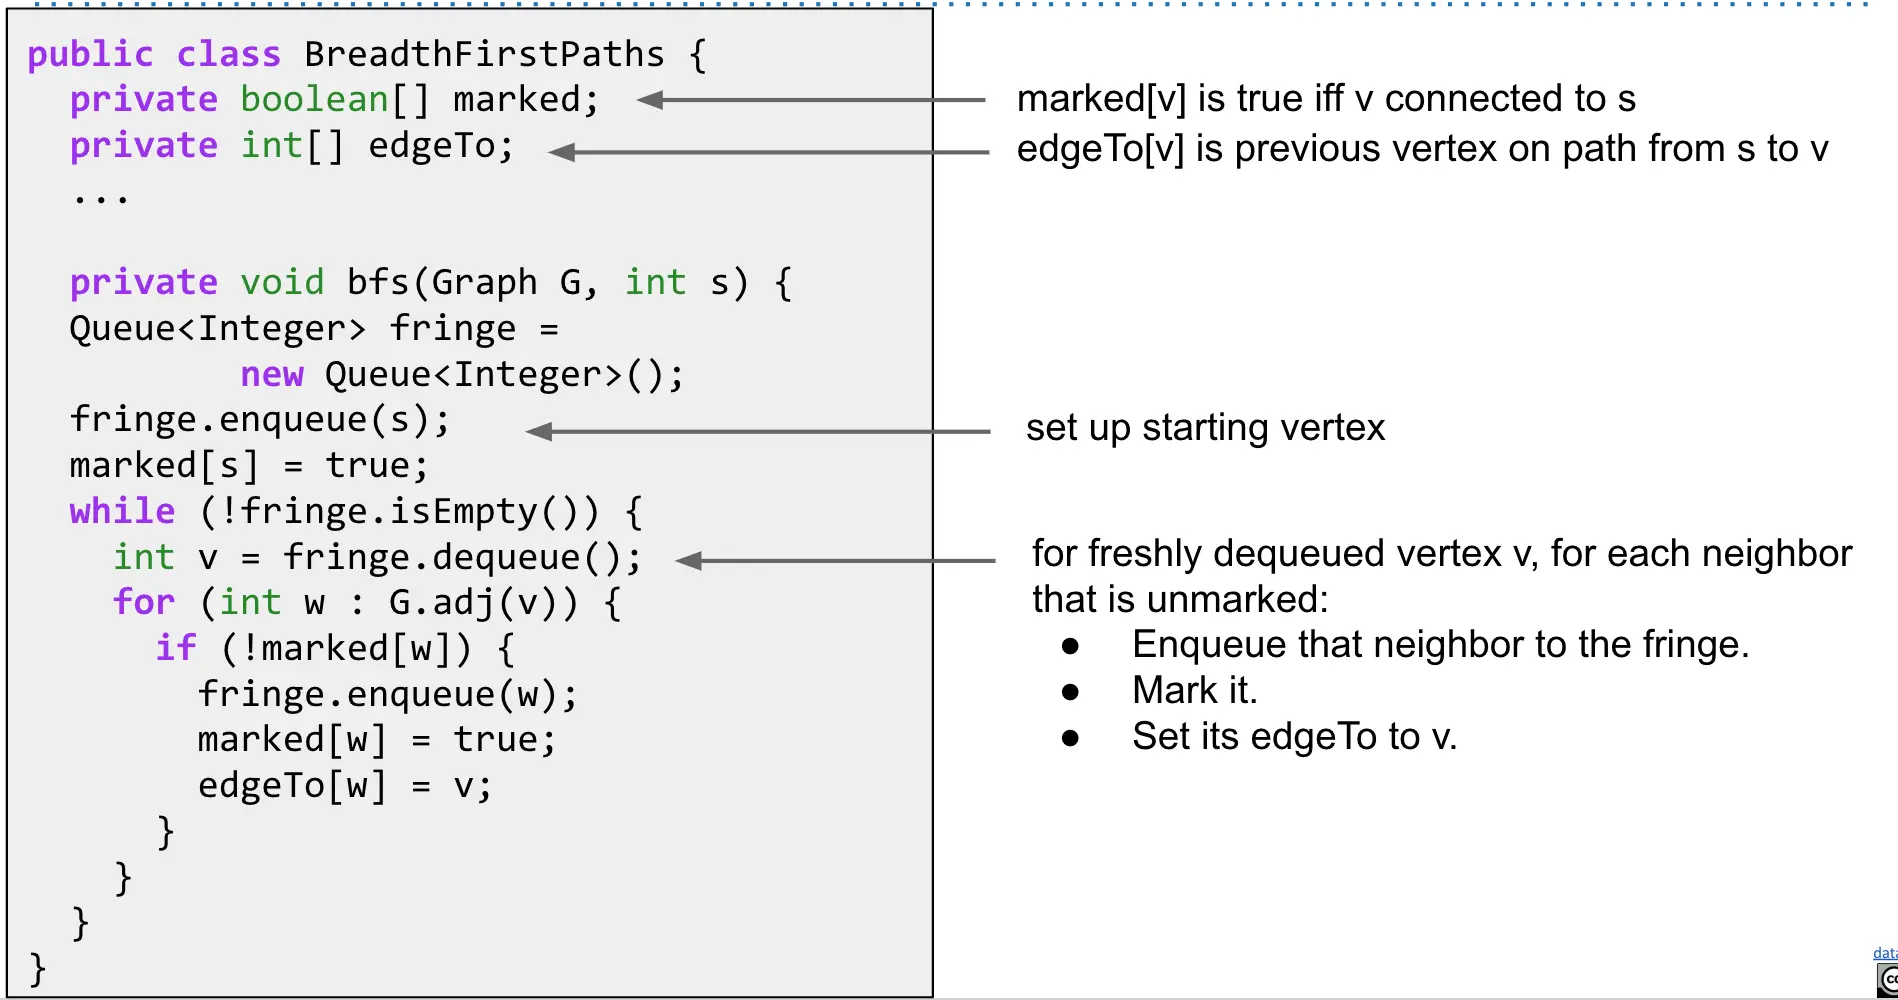 public class BreadthFirstPaths {
private boolean[] marked;
marked[v] is true iff v connected to s
private int[] edgeTo;
edgeTo[v] is previous vertex on path from s to v
...
private void bfs(Graph G, int s) {
Queue<Integer> fringe =
new Queue<Integer>();
fringe.enqueue(s);
set up starting vertex
marked[s] = true;
while (!fringe.isEmpty()) {
int v = fringe.dequeue();
for (int w : G.adj(v)) {
if (!marked[w]) {
fringe.enqueue(w);
marked[w] = true;
edgeTo[w] = v;
}
}
}
}
for freshly dequeued vertex v, for each neighbor
that is unmarked:
● Enqueue that neighbor to the fringe.
● Mark it.
● Set its edgeTo to v.